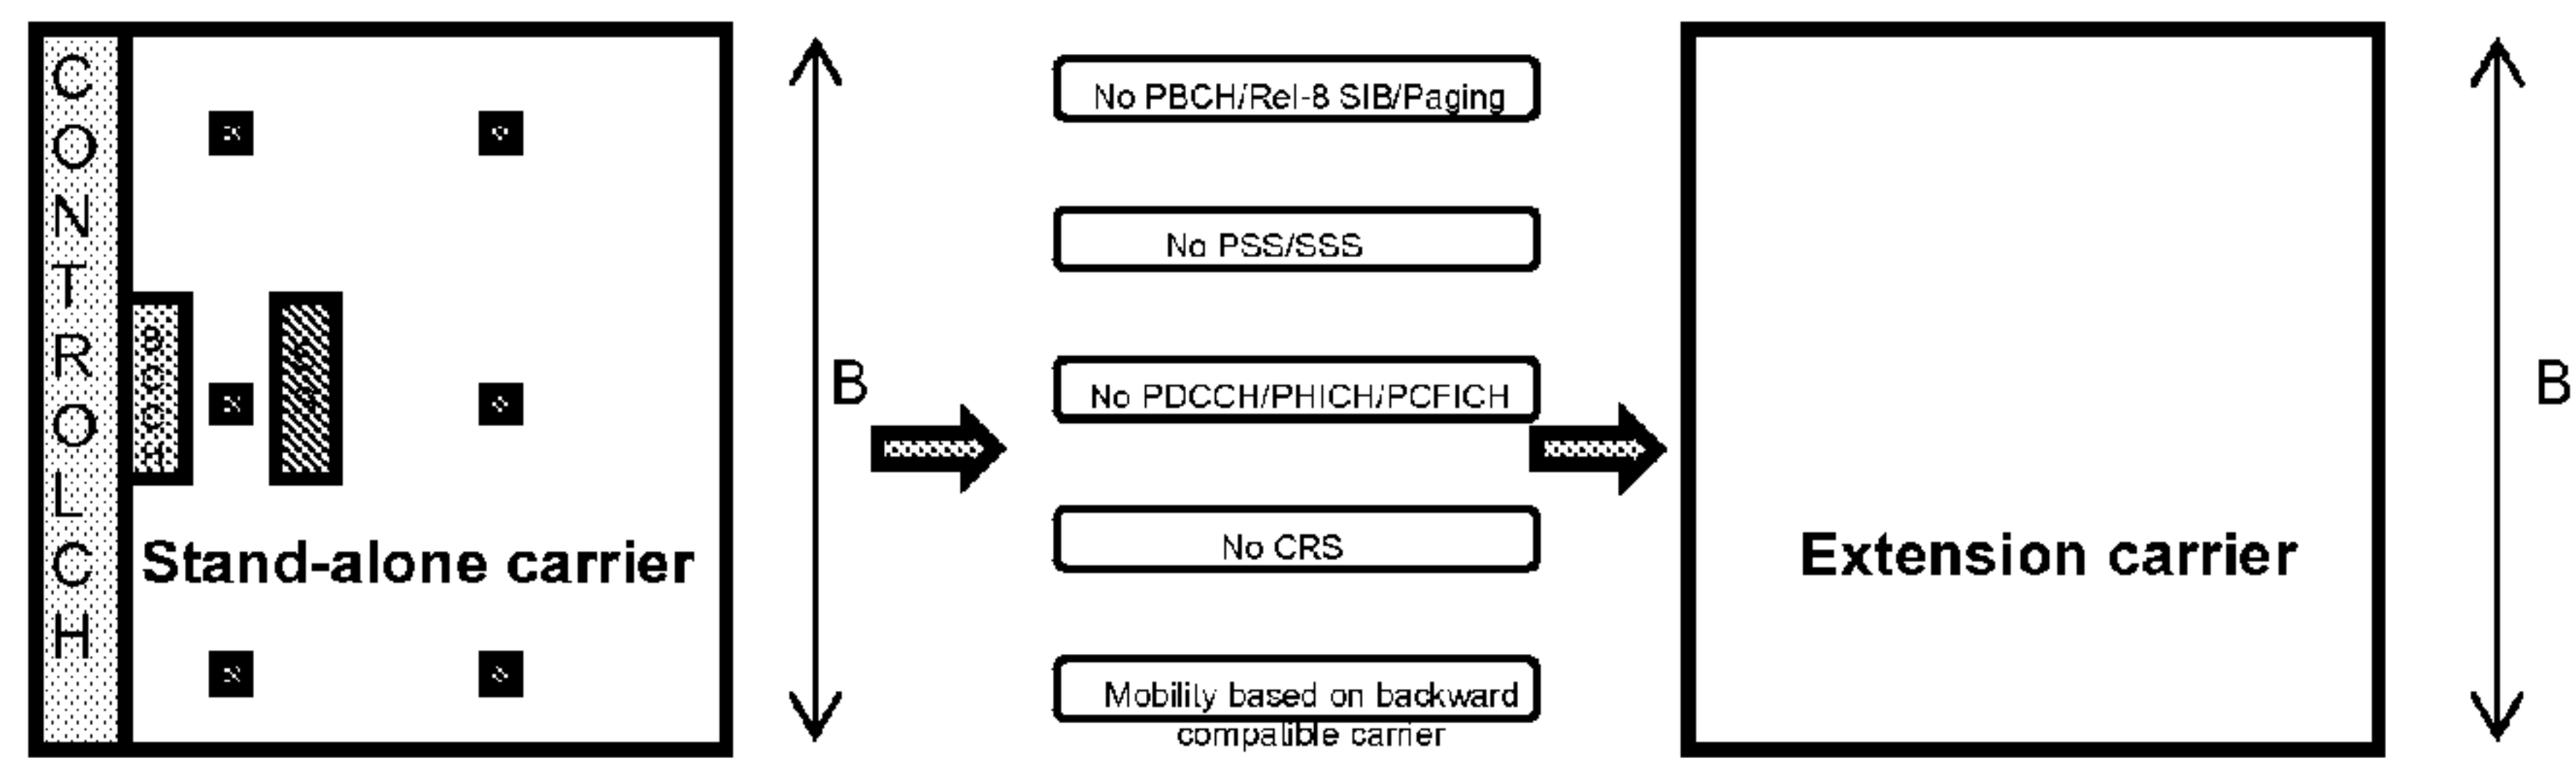 CONTROLCH
Stand-alone carrier
B
No PBCH/Rel-8 SIB/Paging
No PSS/SSS
No PDCCH/PHICH/PCFICH
No CRS
Mobility based on backward
compatible carrier
Extension carrier
B